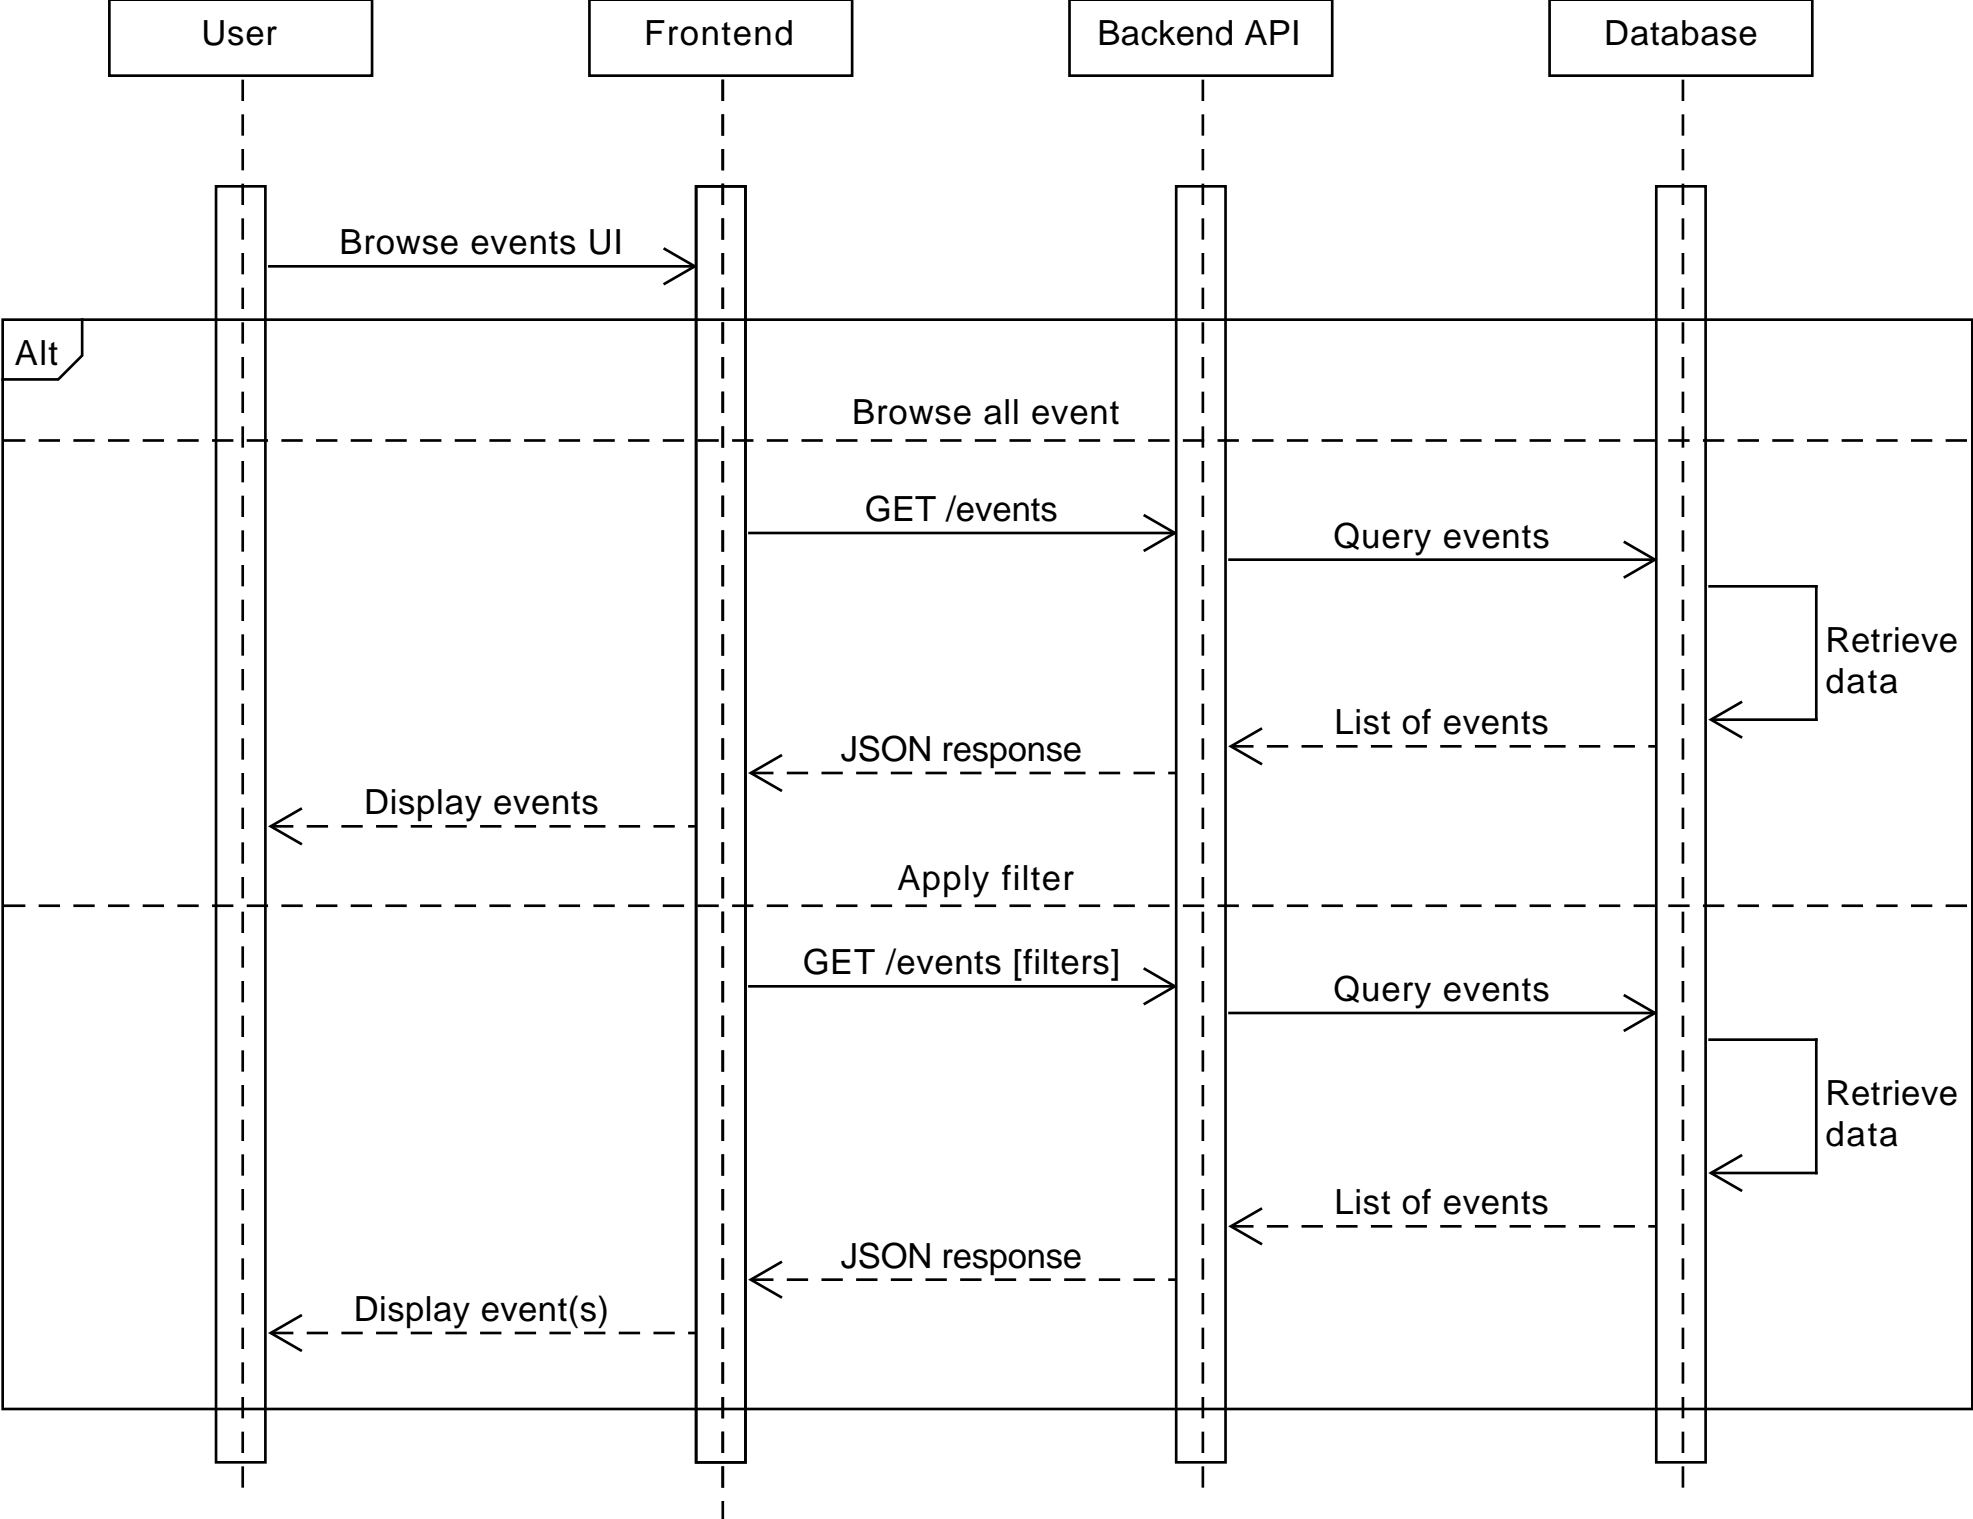 User
Frontend
Backend API
Database
Browse events UI
Alt
Browse all event
GET /events
Query events
Retrieve
data
List of events
JSON response
Display events
Apply filter
GET /events [filters]
Query events
Retrieve
data
List of events
JSON response
Display event(s)